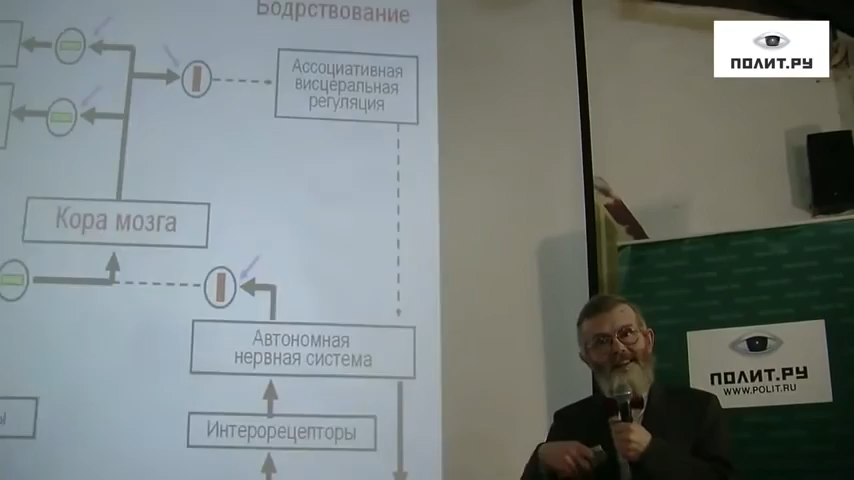 Бодрствование
Ассоциативная
висцеральная
регуляция
Кора мозга
Автономная
нервная система
Интерорецепторы
ы
ПОЛИТ.РУ
ПОЛИТ.РУ
WWW.POLIT.RU